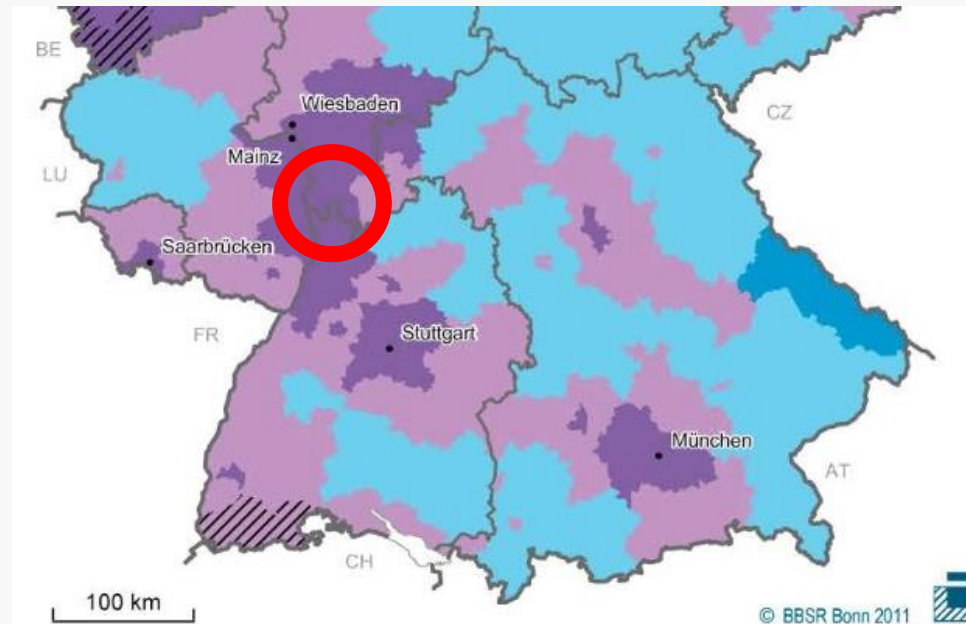 BE
Wiesbaden
CZ
Mainz
LU
Saarbrücken
FR
Stuttgart
München
AT
CH
100 km
© BBSR Bonn 2011